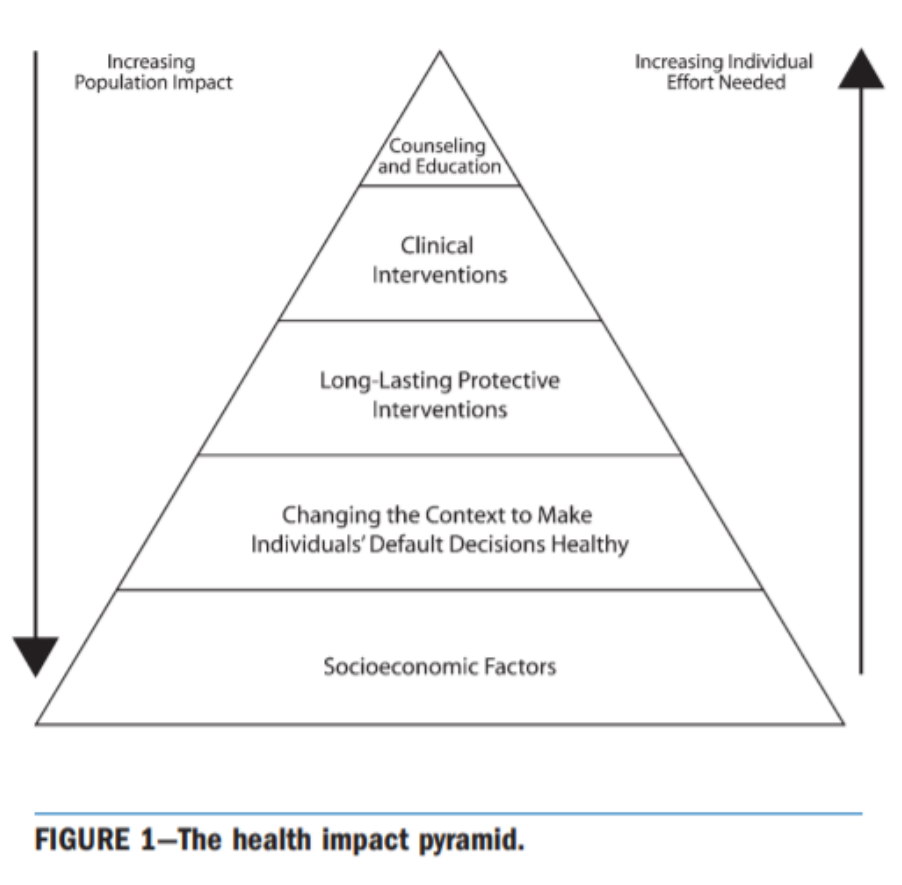 Increasing
Population Impact
Increasing Individual
Effort Needed
Counseling
and Education
Clinical
Interventions
Long-Lasting Protective
Interventions
Changing the Context to Make
Individuals’ Default Decisions Healthy
Socioeconomic Factors
FIGURE 1—The health impact pyramid.